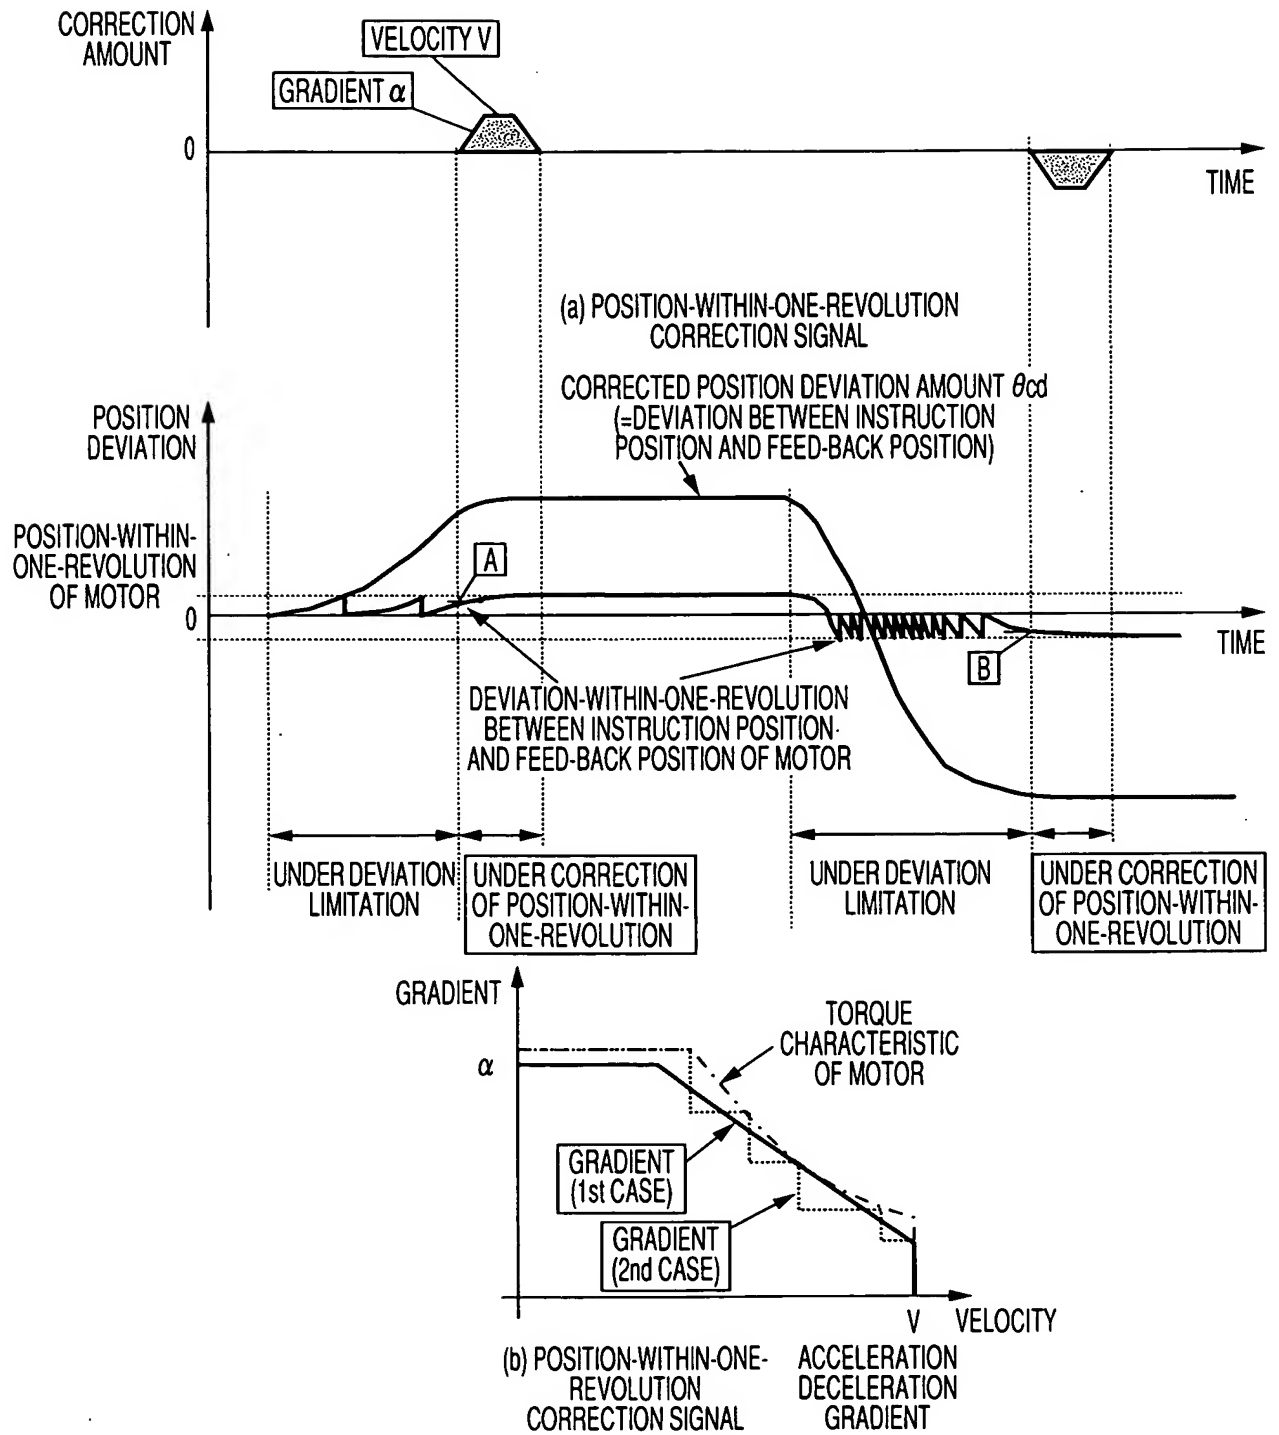 CORRECTION
AMOUNT
VELOCITY V
GRADIENT α
0
TIME
(a) POSITION-WITHIN-ONE-REVOLUTION
CORRECTION SIGNAL
CORRECTED POSITION DEVIATION AMOUNT θcd
(=DEVIATION BETWEEN INSTRUCTION
POSITION AND FEED-BACK POSITION)
POSITION
DEVIATION
POSITION-WITHIN-
ONE-REVOLUTION
OF MOTOR
0
A
B
TIME
DEVIATION-WITHIN-ONE-REVOLUTION
BETWEEN INSTRUCTION POSITION
AND FEED-BACK POSITION OF MOTOR
UNDER DEVIATION
LIMITATION
UNDER CORRECTION
OF POSITION-WITHIN-
ONE-REVOLUTION
UNDER DEVIATION
LIMITATION
UNDER CORRECTION
OF POSITION-WITHIN-
ONE-REVOLUTION
GRADIENT
α
TORQUE
CHARACTERISTIC
OF MOTOR
GRADIENT
(1st CASE)
GRADIENT
(2nd CASE)
V
VELOCITY
(b) POSITION-WITHIN-ONE-
REVOLUTION
CORRECTION SIGNAL
ACCELERATION
DECELERATION
GRADIENT